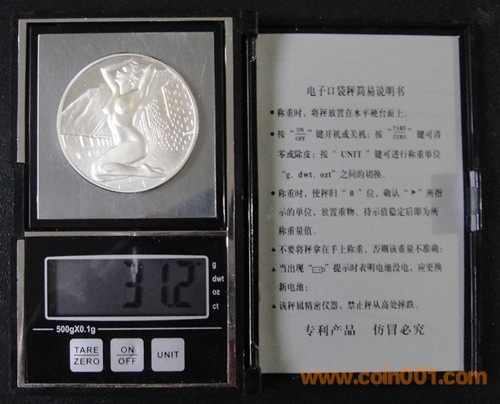 31.2
g
dwt
oz
ct
500gX0.1g
TARE
ZERO
ON
OFF
UNIT
电子口袋秤简易说明书
●称重时，将秤放置在水平硬台面上。
●按“ON/OFF”键开机或关机；按“TARE/ZERO”键可清
零或除皮；按“UNIT”键可进行称重单位
“g. dwt. ozt”之间的切换。
●称重时，使秤归“0”位，确认“▶”所指
示的单位，放置重物，待示值稳定后即为所
称重量值。
▲不要将秤拿在手上称重，否则该重量不准确；
▲当出现“”提示时表明电池没电，应更换
新电池；
▲该秤属精密仪器，禁止秤从高处摔跌。
专利产品 仿冒必究
www.coin001.com